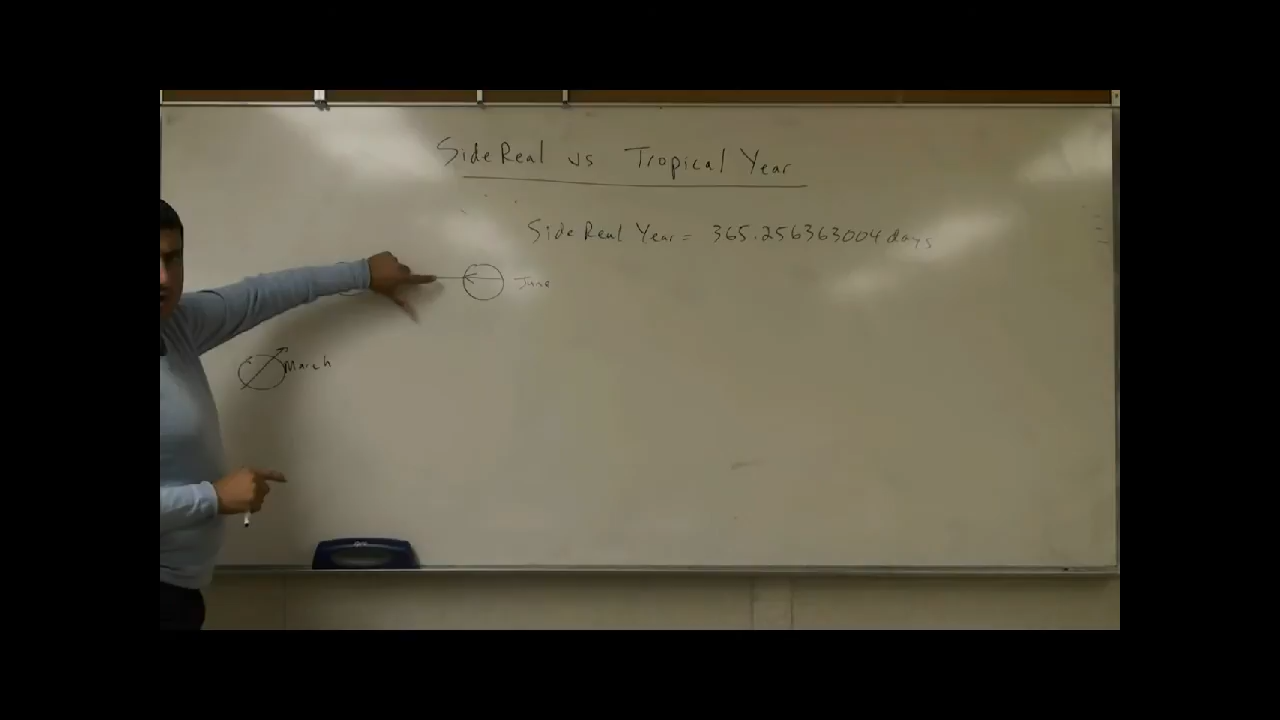 SideReal vs Tropical Year
SideReal Year = 365.256363004 days
June
March